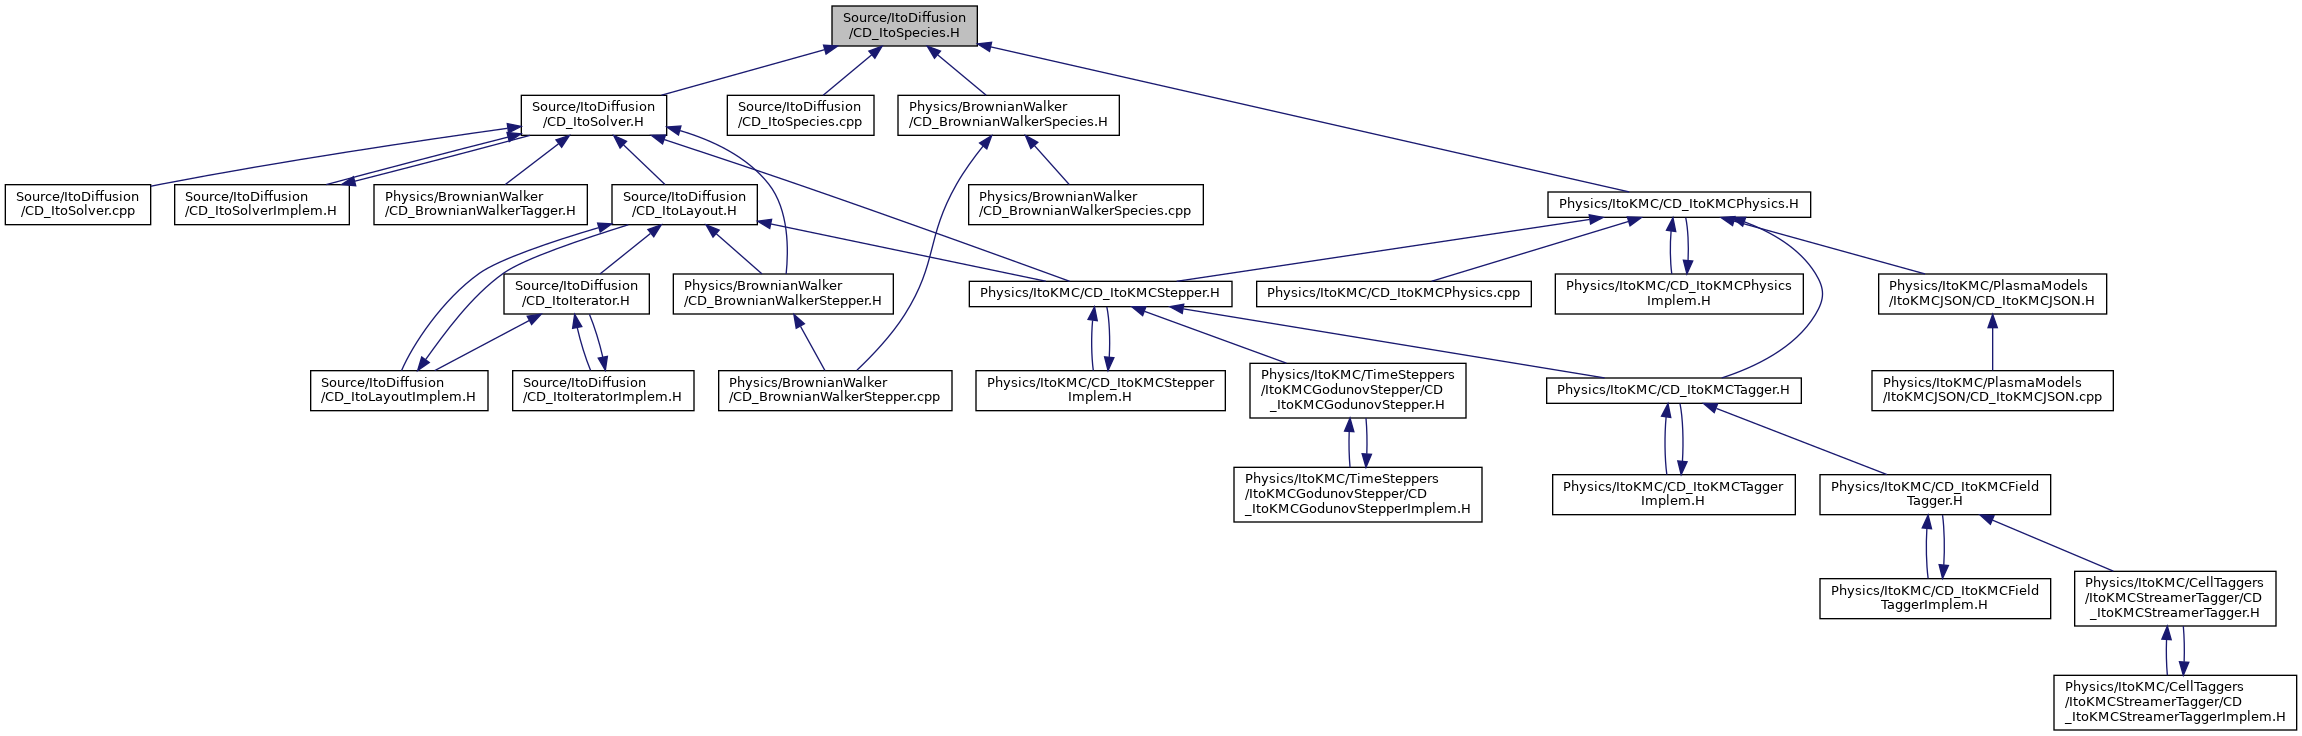 Source/ItoDiffusion
/CD_ItoSpecies.H
Source/ItoDiffusion
/CD_ItoSolver.H
Source/ItoDiffusion
/CD_ItoSpecies.cpp
Physics/BrownianWalker
/CD_BrownianWalkerSpecies.H
Source/ItoDiffusion
/CD_ItoSolver.cpp
Source/ItoDiffusion
/CD_ItoSolverImplem.H
Physics/BrownianWalker
/CD_BrownianWalkerTagger.H
Source/ItoDiffusion
/CD_ItoLayout.H
Physics/BrownianWalker
/CD_BrownianWalkerSpecies.cpp
Physics/ItoKMC/CD_ItoKMCPhysics.H
Source/ItoDiffusion
/CD_ItoIterator.H
Physics/BrownianWalker
/CD_BrownianWalkerStepper.H
Physics/ItoKMC/CD_ItoKMCStepper.H
Physics/ItoKMC/CD_ItoKMCPhysics.cpp
Physics/ItoKMC/CD_ItoKMCPhysics
Implem.H
Physics/ItoKMC/PlasmaModels
/ItoKMCJSON/CD_ItoKMCJSON.H
Source/ItoDiffusion
/CD_ItoLayoutImplem.H
Source/ItoDiffusion
/CD_ItoIteratorImplem.H
Physics/BrownianWalker
/CD_BrownianWalkerStepper.cpp
Physics/ItoKMC/CD_ItoKMCStepper
Implem.H
Physics/ItoKMC/TimeSteppers
/ItoKMCGodunovStepper/CD
_ItoKMCGodunovStepper.H
Physics/ItoKMC/CD_ItoKMCTagger.H
Physics/ItoKMC/PlasmaModels
/ItoKMCJSON/CD_ItoKMCJSON.cpp
Physics/ItoKMC/TimeSteppers
/ItoKMCGodunovStepper/CD
_ItoKMCGodunovStepperImplem.H
Physics/ItoKMC/CD_ItoKMCTagger
Implem.H
Physics/ItoKMC/CD_ItoKMCField
Tagger.H
Physics/ItoKMC/CD_ItoKMCField
TaggerImplem.H
Physics/ItoKMC/CellTaggers
/ItoKMCStreamerTagger/CD
_ItoKMCStreamerTagger.H
Physics/ItoKMC/CellTaggers
/ItoKMCStreamerTagger/CD
_ItoKMCStreamerTaggerImplem.H